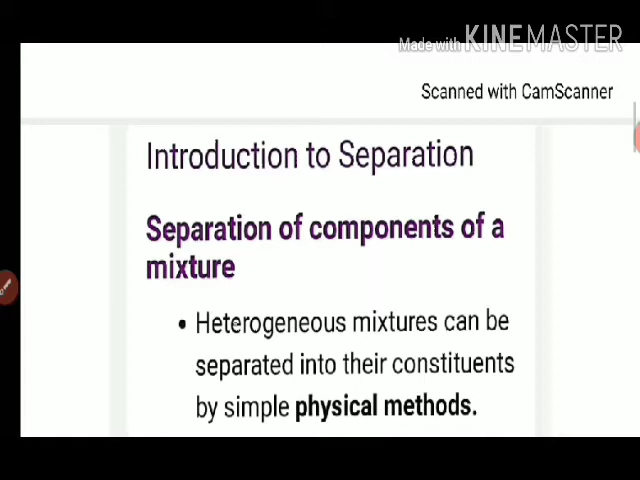 Made with KINEMASTER
Scanned with CamScanner
Introduction to Separation
Separation of components of a
mixture
• Heterogeneous mixtures can be
separated into their constituents
by simple physical methods.